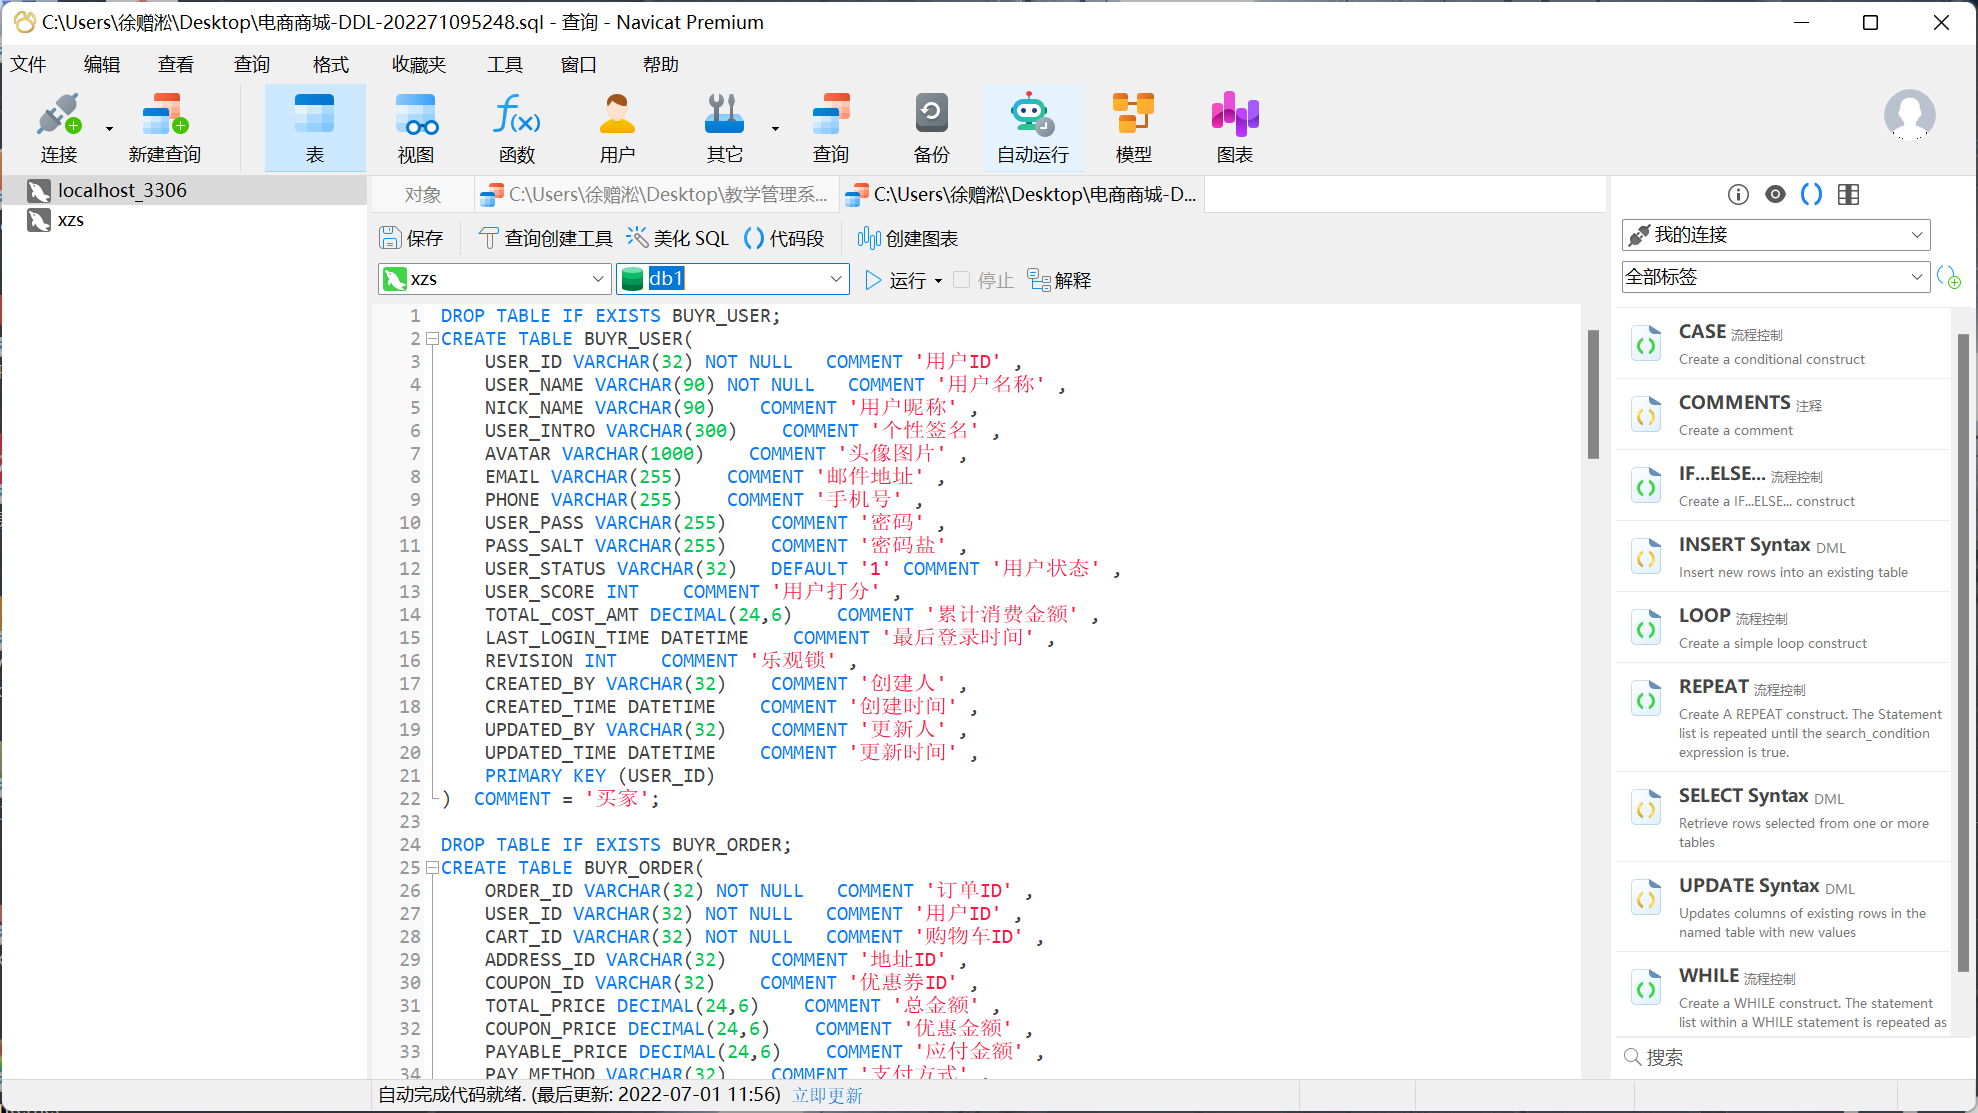 C:\Users\徐赠淞\Desktop\电商商城-DDL-202271095248.sql - 查询 - Navicat Premium
文件 编辑 查看 查询 格式 收藏夹 工具 窗口 帮助
连接 新建查询 表 视图 函数 用户 其它 查询 备份 自动运行 模型 图表
localhost_3306
xzs
对象 C:\Users\徐赠淞\Desktop\教学管理系... C:\Users\徐赠淞\Desktop\电商商城-D...
保存 查询创建工具 美化 SQL 代码段 创建图表
xzs db1 运行 停止 解释
1 DROP TABLE IF EXISTS BUYR_USER;
2 CREATE TABLE BUYR_USER(
3 USER_ID VARCHAR(32) NOT NULL COMMENT '用户ID' ,
4 USER_NAME VARCHAR(90) NOT NULL COMMENT '用户名称' ,
5 NICK_NAME VARCHAR(90) COMMENT '用户昵称' ,
6 USER_INTRO VARCHAR(300) COMMENT '个性签名' ,
7 AVATAR VARCHAR(1000) COMMENT '头像图片' ,
8 EMAIL VARCHAR(255) COMMENT '邮件地址' ,
9 PHONE VARCHAR(255) COMMENT '手机号' ,
10 USER_PASS VARCHAR(255) COMMENT '密码' ,
11 PASS_SALT VARCHAR(255) COMMENT '密码盐' ,
12 USER_STATUS VARCHAR(32) DEFAULT '1' COMMENT '用户状态' ,
13 USER_SCORE INT COMMENT '用户打分' ,
14 TOTAL_COST_AMT DECIMAL(24,6) COMMENT '累计消费金额' ,
15 LAST_LOGIN_TIME DATETIME COMMENT '最后登录时间' ,
16 REVISION INT COMMENT '乐观锁' ,
17 CREATED_BY VARCHAR(32) COMMENT '创建人' ,
18 CREATED_TIME DATETIME COMMENT '创建时间' ,
19 UPDATED_BY VARCHAR(32) COMMENT '更新人' ,
20 UPDATED_TIME DATETIME COMMENT '更新时间' ,
21 PRIMARY KEY (USER_ID)
22 ) COMMENT = '买家';
23
24 DROP TABLE IF EXISTS BUYR_ORDER;
25 CREATE TABLE BUYR_ORDER(
26 ORDER_ID VARCHAR(32) NOT NULL COMMENT '订单ID' ,
27 USER_ID VARCHAR(32) NOT NULL COMMENT '用户ID' ,
28 CART_ID VARCHAR(32) NOT NULL COMMENT '购物车ID' ,
29 ADDRESS_ID VARCHAR(32) COMMENT '地址ID' ,
30 COUPON_ID VARCHAR(32) COMMENT '优惠券ID' ,
31 TOTAL_PRICE DECIMAL(24,6) COMMENT '总金额' ,
32 COUPON_PRICE DECIMAL(24,6) COMMENT '优惠金额' ,
33 PAYABLE_PRICE DECIMAL(24,6) COMMENT '应付金额' ,
34 PAY_METHOD VARCHAR(32) COMMENT '支付方式' ,
我的连接
全部标签
CASE 流程控制
Create a conditional construct
COMMENTS 注释
Create a comment
IF...ELSE... 流程控制
Create a IF...ELSE... construct
INSERT Syntax DML
Insert new rows into an existing table
LOOP 流程控制
Create a simple loop construct
REPEAT 流程控制
Create A REPEAT construct. The Statement
list is repeated until the search_condition
expression is true.
SELECT Syntax DML
Retrieve rows selected from one or more
tables
UPDATE Syntax DML
Updates columns of existing rows in the
named table with new values
WHILE 流程控制
Create a WHILE construct. The statement
list within a WHILE statement is repeated as
搜索
自动完成代码就绪. (最后更新: 2022-07-01 11:56) 立即更新